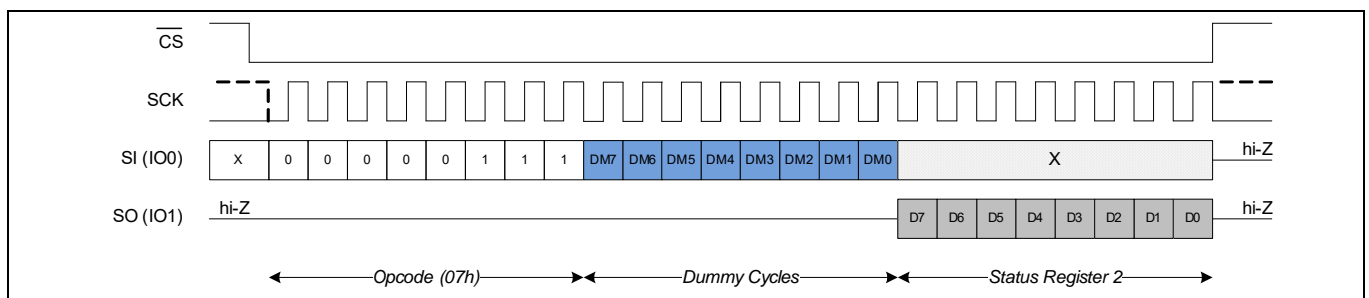 CS
SCK
SI (IO0) X 0 0 0 0 0 1 1 1 DM7 DM6 DM5 DM4 DM3 DM2 DM1 DM0 X hi-Z
SO (IO1) hi-Z D7 D6 D5 D4 D3 D2 D1 D0 hi-Z
Opcode (07h) Dummy Cycles Status Register 2